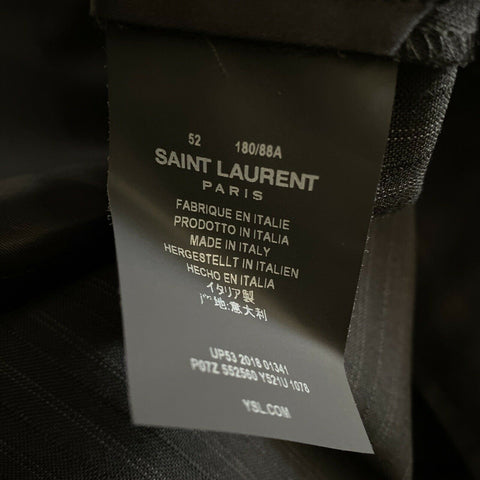 52 180/88A
SAINT LAURENT
PARIS
FABRIQUE EN ITALIE
PRODOTTO IN ITALIA
MADE IN ITALY
HERGESTELLT IN ITALIEN
HECHO EN ITALIA
イタリア製
产地:意大利
UP53 2018 01341
P07Z 552560 Y521U 1078
YSL.COM